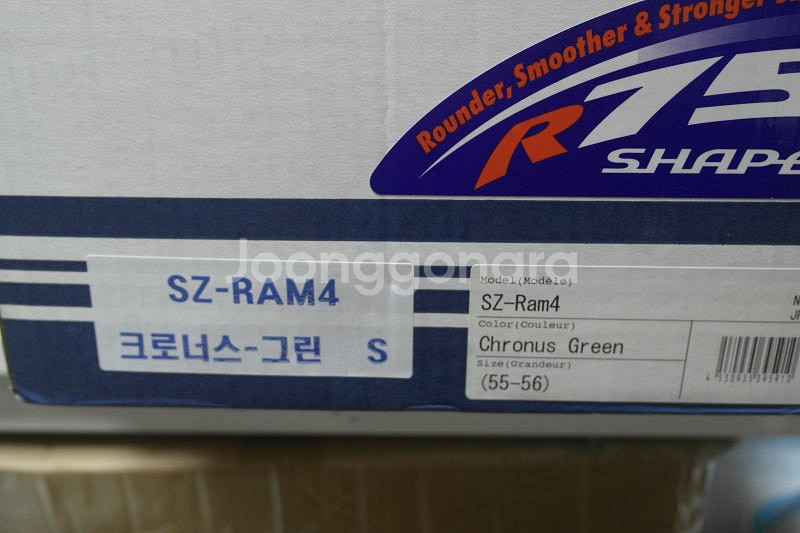 Rounder, Smoother & Stronger
R75
SHAPE
Joonggonara
SZ-RAM4
크로너스-그린 S
Model(Modèle)
SZ-Ram4
Color(Couleur)
Chronus Green
Size(Grandeur)
(55-56)